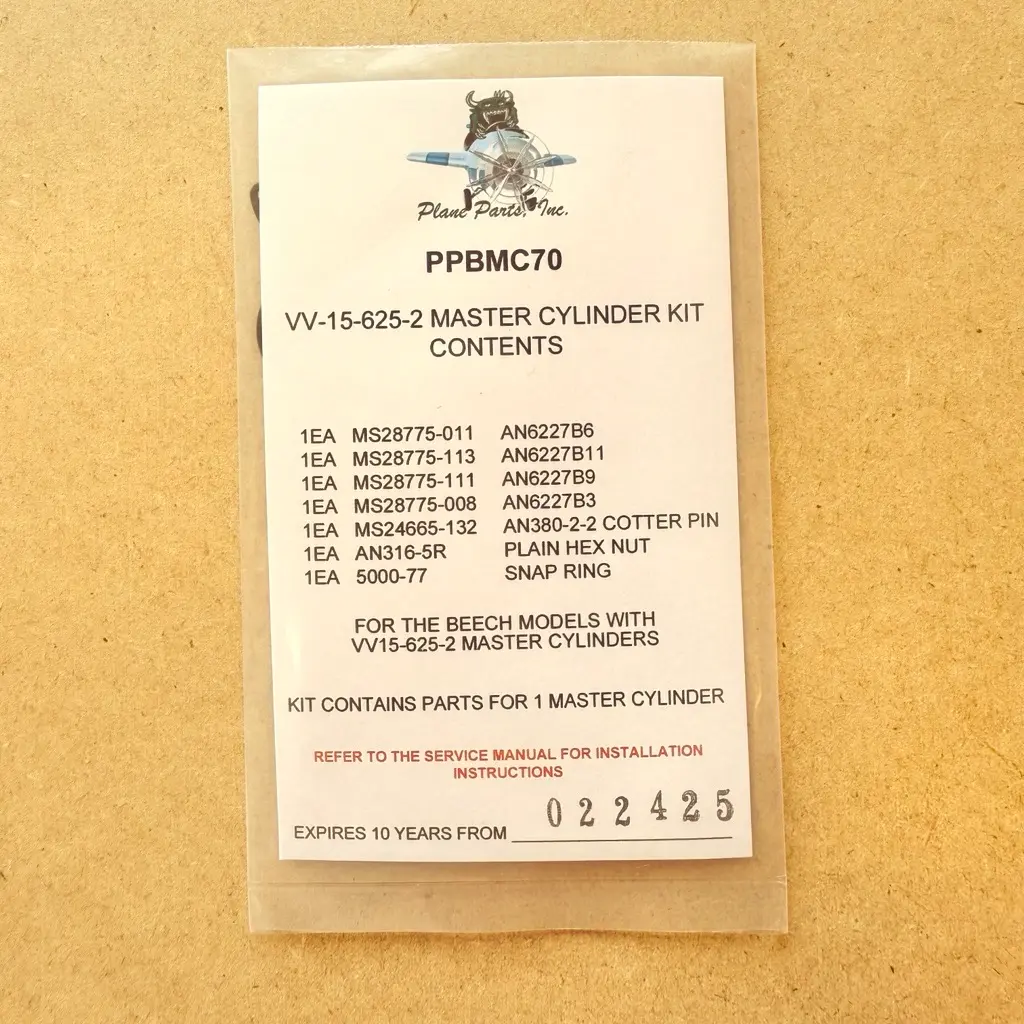 Plane Parts, Inc.
PPBMC70
VV-15-625-2 MASTER CYLINDER KIT
CONTENTS
1EA MS28775-011 AN6227B6
1EA MS28775-113 AN6227B11
1EA MS28775-111 AN6227B9
1EA MS28775-008 AN6227B3
1EA MS24665-132 AN380-2-2 COTTER PIN
1EA AN316-5R PLAIN HEX NUT
1EA 5000-77 SNAP RING
FOR THE BEECH MODELS WITH
VV15-625-2 MASTER CYLINDERS
KIT CONTAINS PARTS FOR 1 MASTER CYLINDER
REFER TO THE SERVICE MANUAL FOR INSTALLATION
INSTRUCTIONS
EXPIRES 10 YEARS FROM 022425